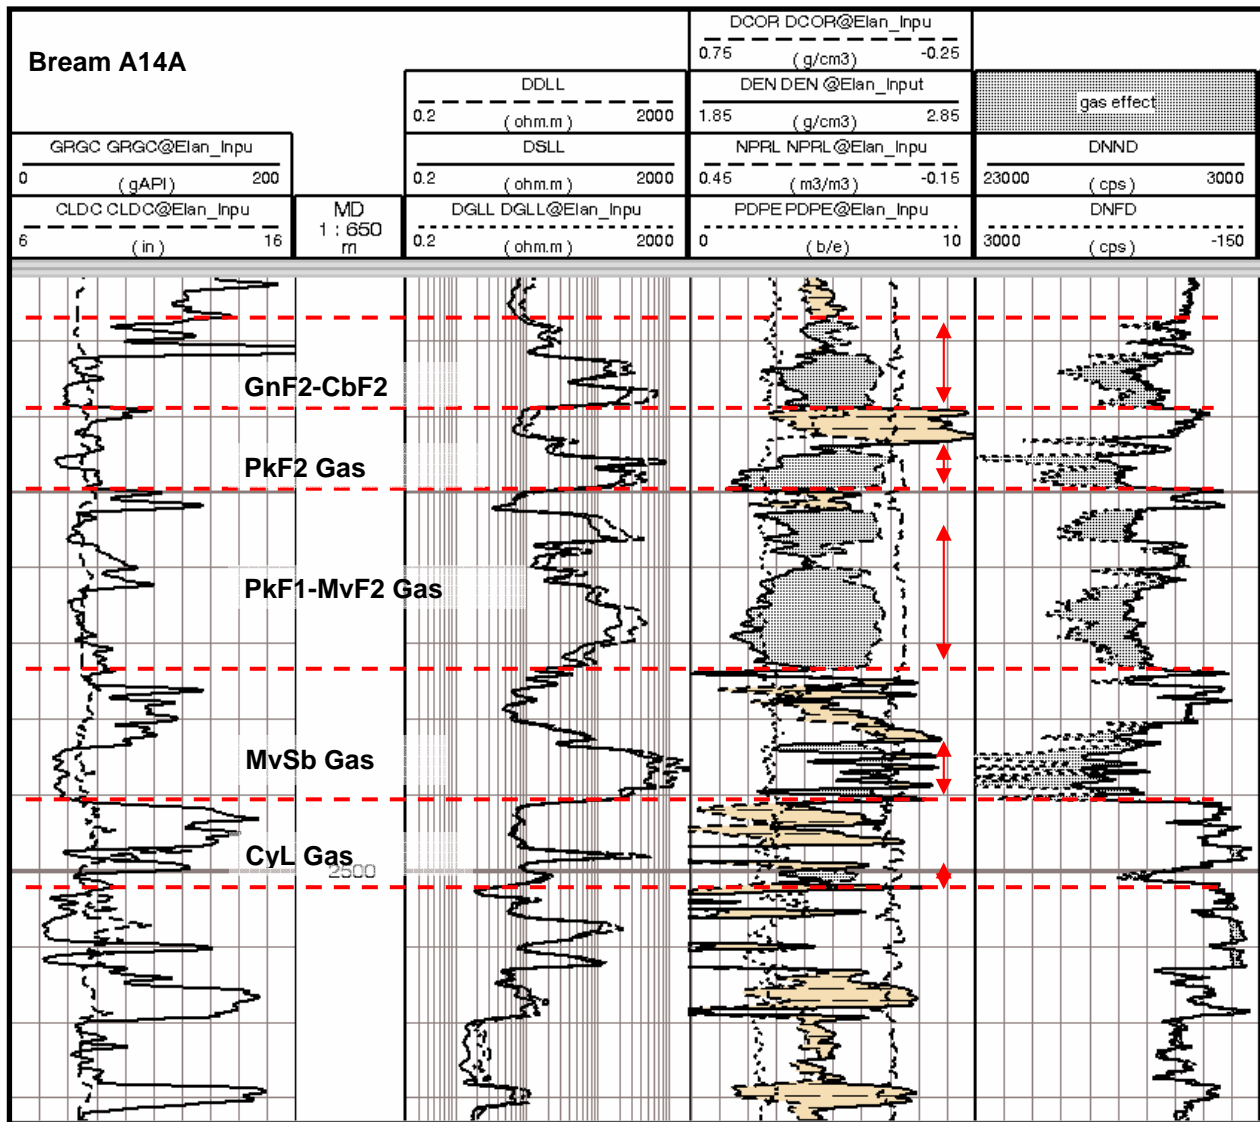 Bream A14A
DCOR DCOR@Elan_Inpu
0.75 (g/cm3) -0.25
DDLL
0.2 (ohm.m) 2000
DEN DEN @Elan_Input
1.85 (g/cm3) 2.85
gas effect
GRGC GRGC@Elan_Inpu
0 (gAPI) 200
DSLL
0.2 (ohm.m) 2000
NPRL NPRL@Elan_Inpu
0.45 (m3/m3) -0.15
DNND
23000 (cps) 3000
CLDC CLDC@Elan_Inpu
6 (in) 16
MD
1 : 650
m
DGLL DGLL@Elan_Inpu
0.2 (ohm.m) 2000
PDPE PDPE@Elan_Inpu
0 (b/e) 10
DNFD
3000 (cps) -150
GnF2-CbF2
PkF2 Gas
PkF1-MvF2 Gas
MvSb Gas
CyL Gas
2500